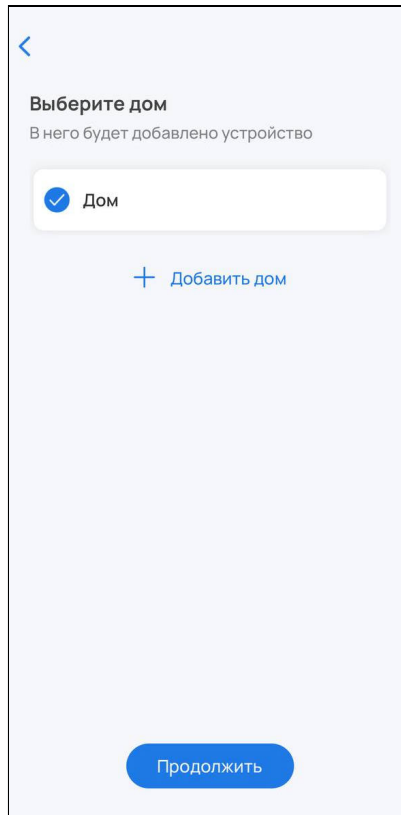 Выберите дом
В него будет добавлено устройство
Дом
Добавить дом
Продолжить